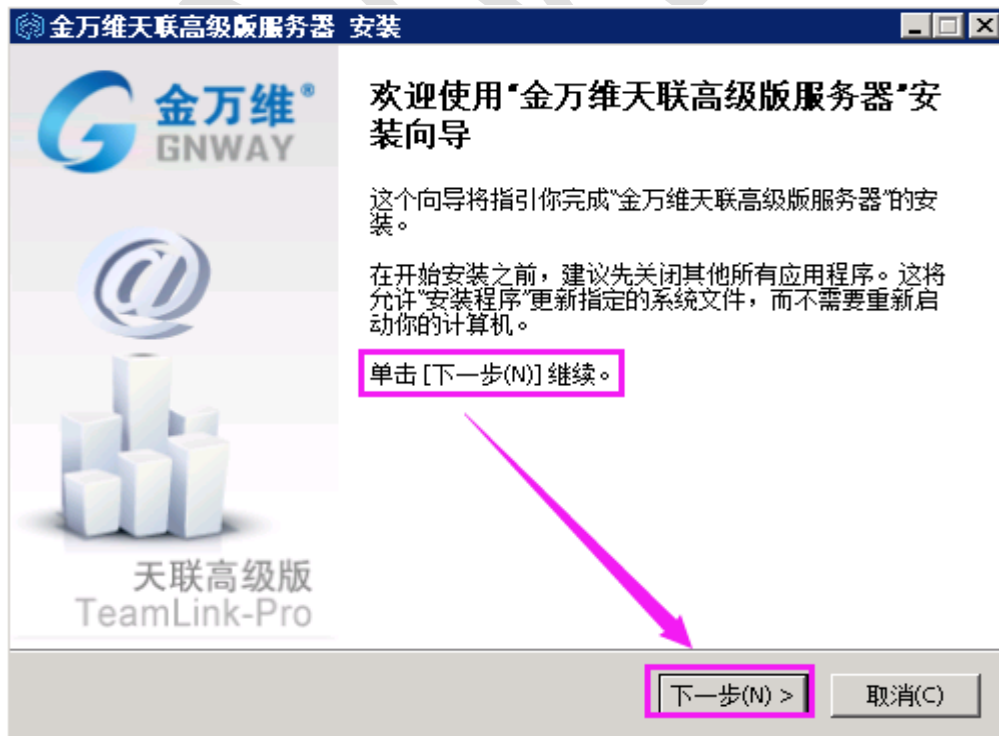 金万维天联高级版服务器 安装
金万维®
GNWAY
欢迎使用“金万维天联高级版服务器”安
装向导
这个向导将指引你完成“金万维天联高级版服务器”的安
装。
在开始安装之前，建议先关闭其他所有应用程序。这将
允许“安装程序”更新指定的系统文件，而不需要重新启
动你的计算机。
单击 [下一步(N)] 继续。
@
天联高级版
TeamLink-Pro
下一步(N) >
取消(C)